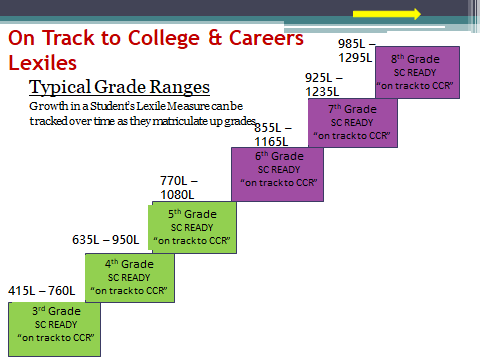 On Track to College & Careers
Lexiles
Typical Grade Ranges
Growth in a Student's Lexile Measure can be
tracked over time as they matriculate up grades.
985L –
1295L
8th Grade
SC READY
"on track to CCR"
925L –
1235L
7th Grade
SC READY
"on track to CCR"
855L –
1165L
6th Grade
SC READY
"on track to CCR"
770L –
1080L
5th Grade
SC READY
"on track to CCR"
635L – 950L
4th Grade
SC READY
"on track to CCR"
415L – 760L
3rd Grade
SC READY
"on track to CCR"